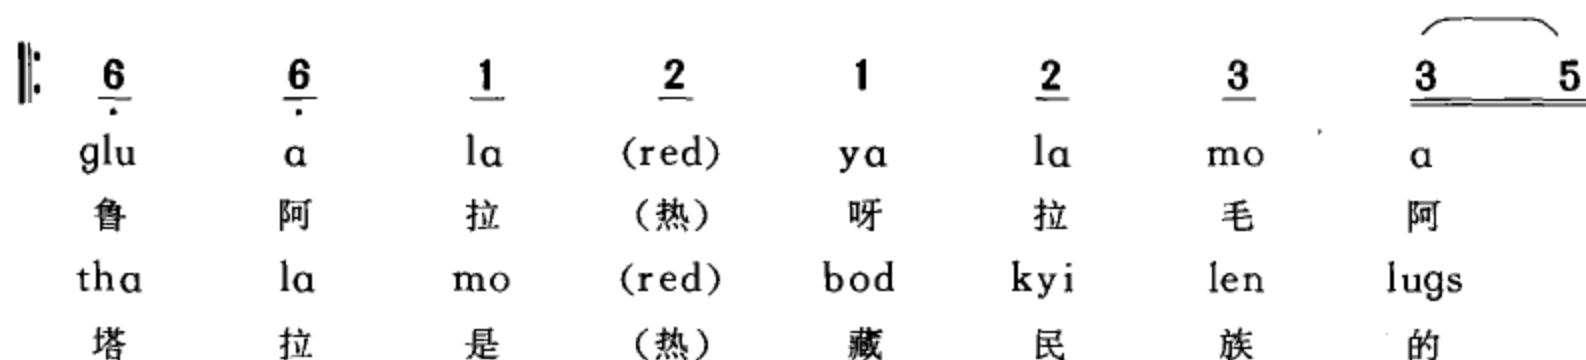 6 6 1 2 1 2 3 3 5
glu a la (red) ya la mo a
鲁 阿 拉 (热) 呀 拉 毛 阿
tha la mo (red) bod kyi len lugs
塔 拉 是 (热) 藏 民 族 的